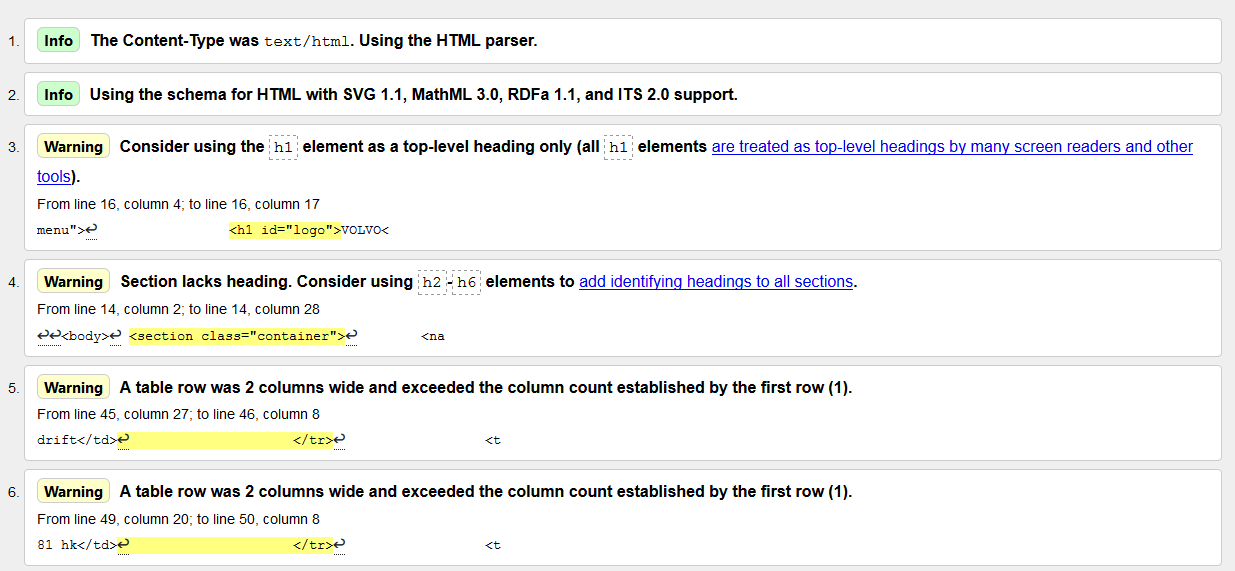 1. Info The Content-Type was text/html. Using the HTML parser.
2. Info Using the schema for HTML with SVG 1.1, MathML 3.0, RDFa 1.1, and ITS 2.0 support.
3. Warning Consider using the h1 element as a top-level heading only (all h1 elements are treated as top-level headings by many screen readers and other
tools).
From line 16, column 4; to line 16, column 17
menu">↩ <h1 id="logo">VOLVO<
4. Warning Section lacks heading. Consider using h2-h6 elements to add identifying headings to all sections.
From line 14, column 2; to line 14, column 28
↩↩<body>↩ <section class="container">↩ <na
5. Warning A table row was 2 columns wide and exceeded the column count established by the first row (1).
From line 45, column 27; to line 46, column 8
drift</td>↩ </tr>↩ <t
6. Warning A table row was 2 columns wide and exceeded the column count established by the first row (1).
From line 49, column 20; to line 50, column 8
81 hk</td>↩ </tr>↩ <t